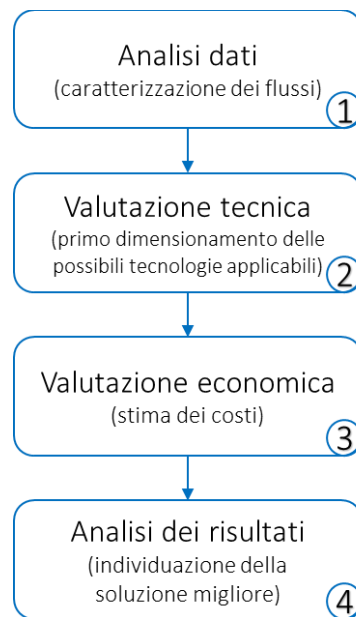 Analisi dati
(caratterizzazione dei flussi)
1
Valutazione tecnica
(primo dimensionamento delle
possibili tecnologie applicabili)
2
Valutazione economica
(stima dei costi)
3
Analisi dei risultati
(individuazione della
soluzione migliore)
4